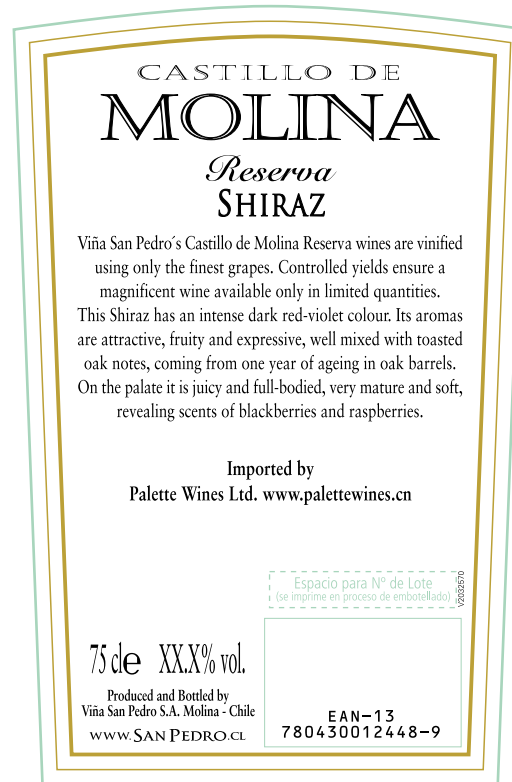 CASTILLO DE
MOLINA
Reserva
SHIRAZ
Viña San Pedro´s Castillo de Molina Reserva wines are vinified
using only the finest grapes. Controlled yields ensure a
magnificent wine available only in limited quantities.
This Shiraz has an intense dark red-violet colour. Its aromas
are attractive, fruity and expressive, well mixed with toasted
oak notes, coming from one year of ageing in oak barrels.
On the palate it is juicy and full-bodied, very mature and soft,
revealing scents of blackberries and raspberries.
Imported by
Palette Wines Ltd. www.palettewines.cn
Espacio para Nº de Lote
(se imprime en proceso de embotellado)
V2032570
75 cl℮ XX.X% vol.
Produced and Bottled by
Viña San Pedro S.A. Molina - Chile
WWW.SANPEDRO.CL
EAN-13
780430012448-9